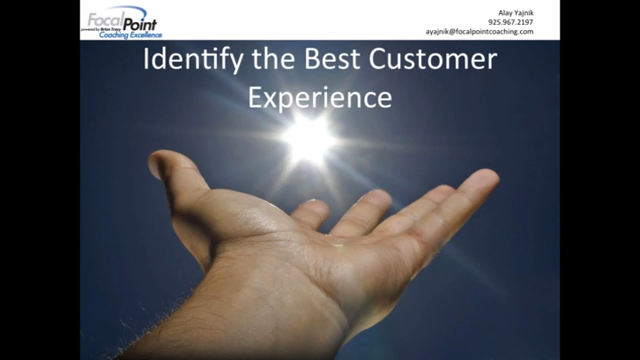 FocalPoint
powered by Brian Tracy
Coaching Excellence
Alay Yajnik
925.967.2197
ayajnik@focalpointcoaching.com
Identify the Best Customer
Experience